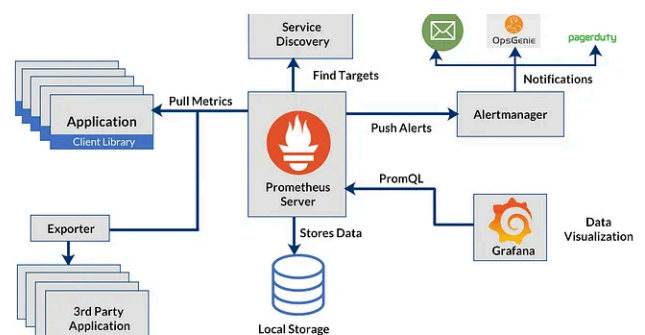 Service
Discovery
OpsGenie
pagerduty
Find Targets
Notifications
Pull Metrics
Application
Client Library
Push Alerts
Alertmanager
Prometheus
Server
PromQL
Exporter
Stores Data
Grafana
Data
Visualization
3rd Party
Application
Local Storage